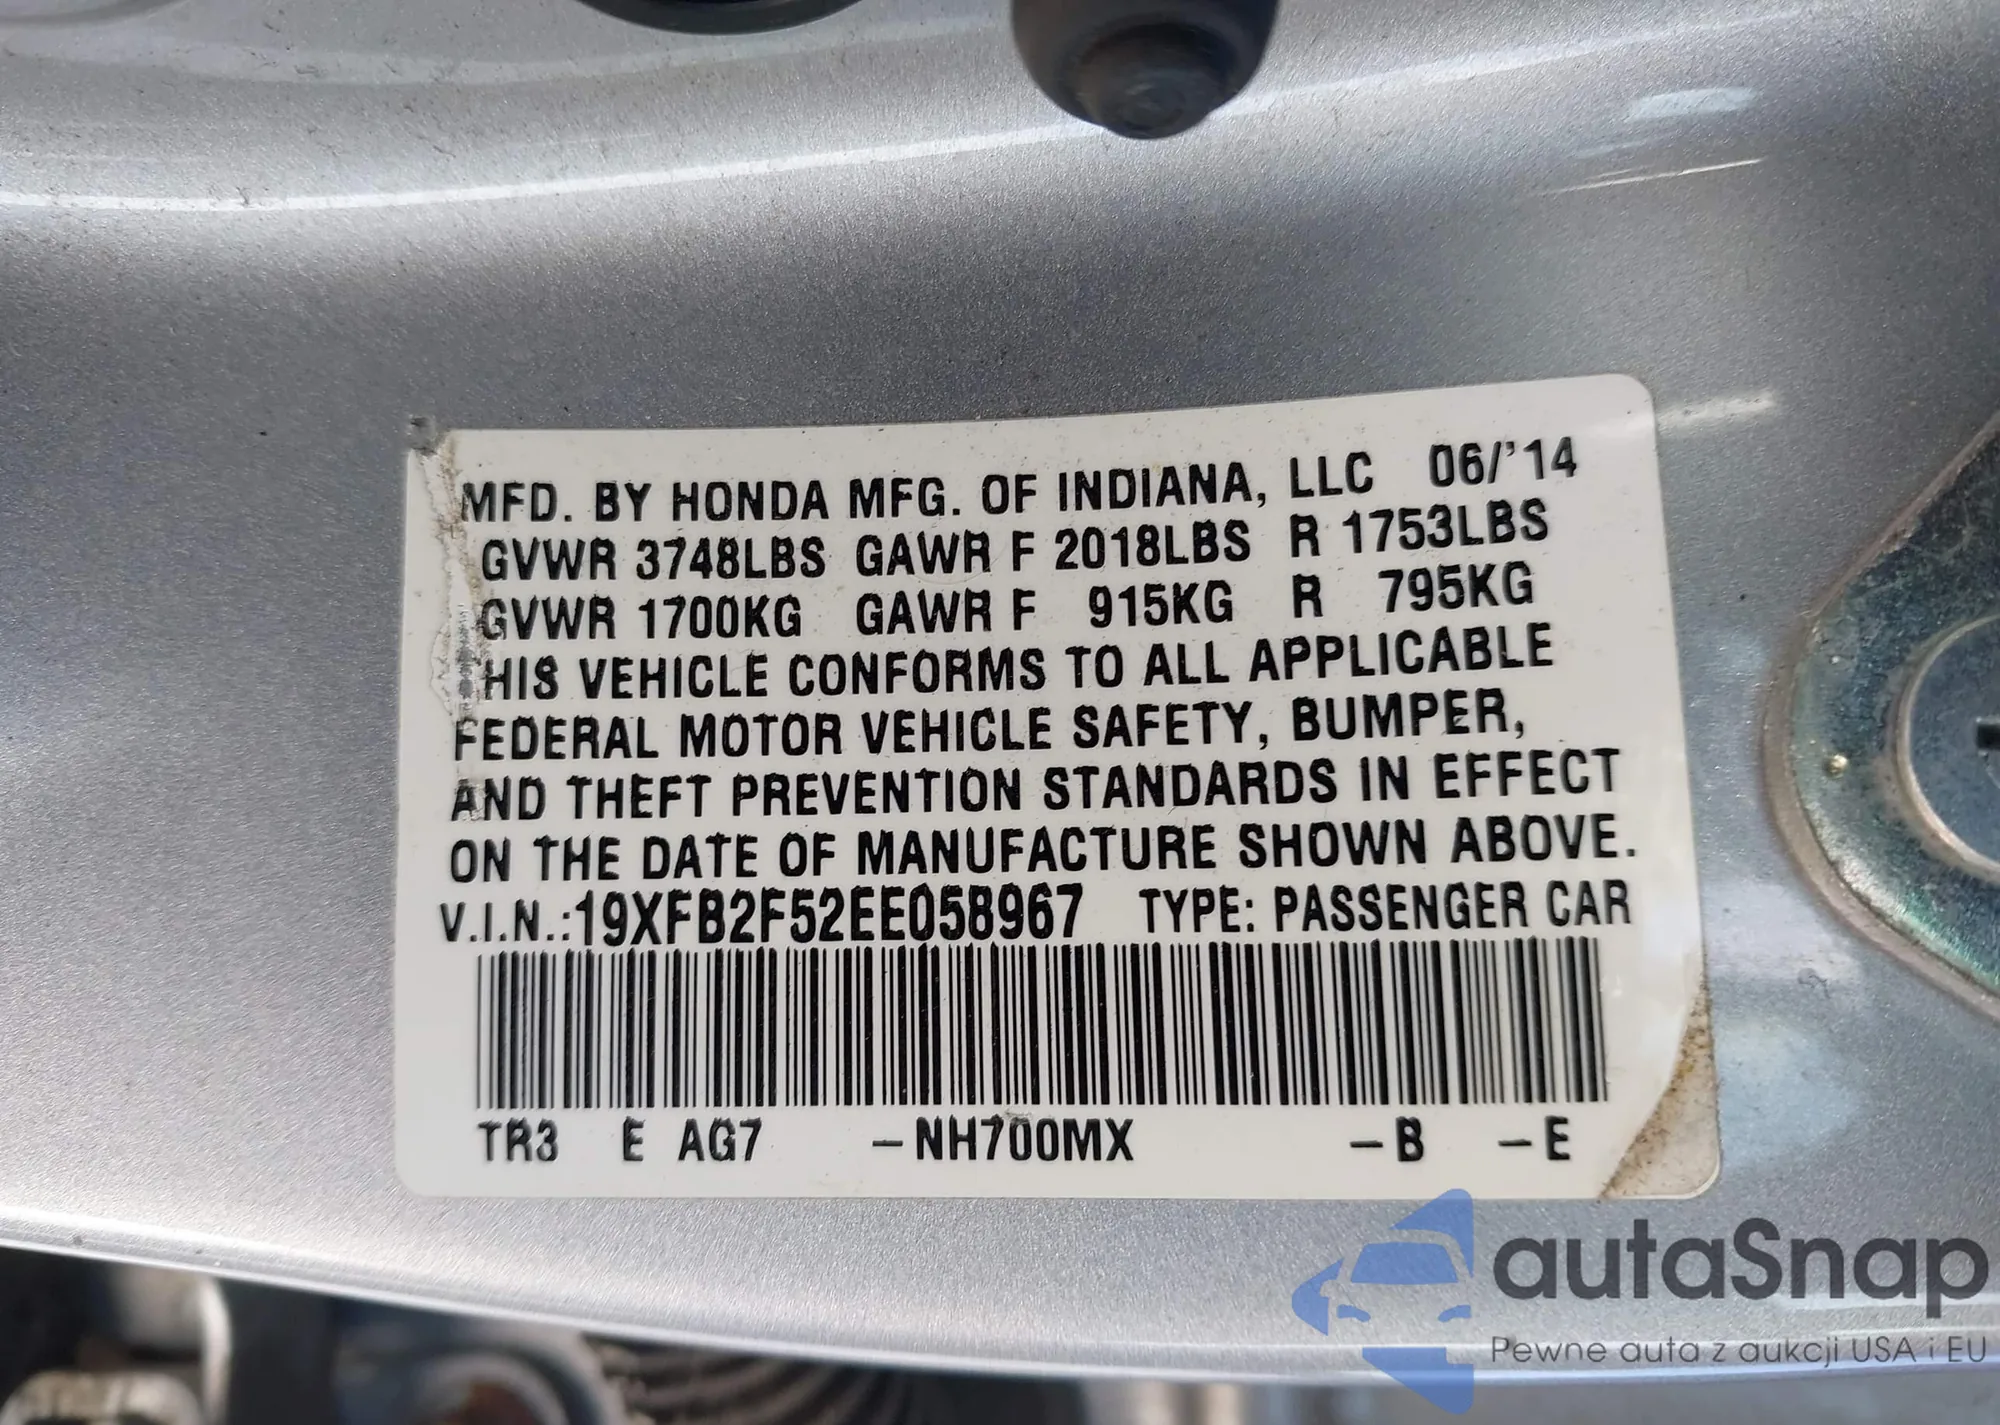 MFD. BY HONDA MFG. OF INDIANA, LLC 06/'14
GVWR 3748LBS GAWR F 2018LBS R 1753LBS
GVWR 1700KG GAWR F 915KG R 795KG
HIS VEHICLE CONFORMS TO ALL APPLICABLE
FEDERAL MOTOR VEHICLE SAFETY, BUMPER,
AND THEFT PREVENTION STANDARDS IN EFFECT
ON THE DATE OF MANUFACTURE SHOWN ABOVE.
V.I.N.:19XFB2F52EE058967 TYPE: PASSENGER CAR
TR3 E AG7 -NH700MX -B -E
autaSnap
Pewne auta z aukcji USA i EU